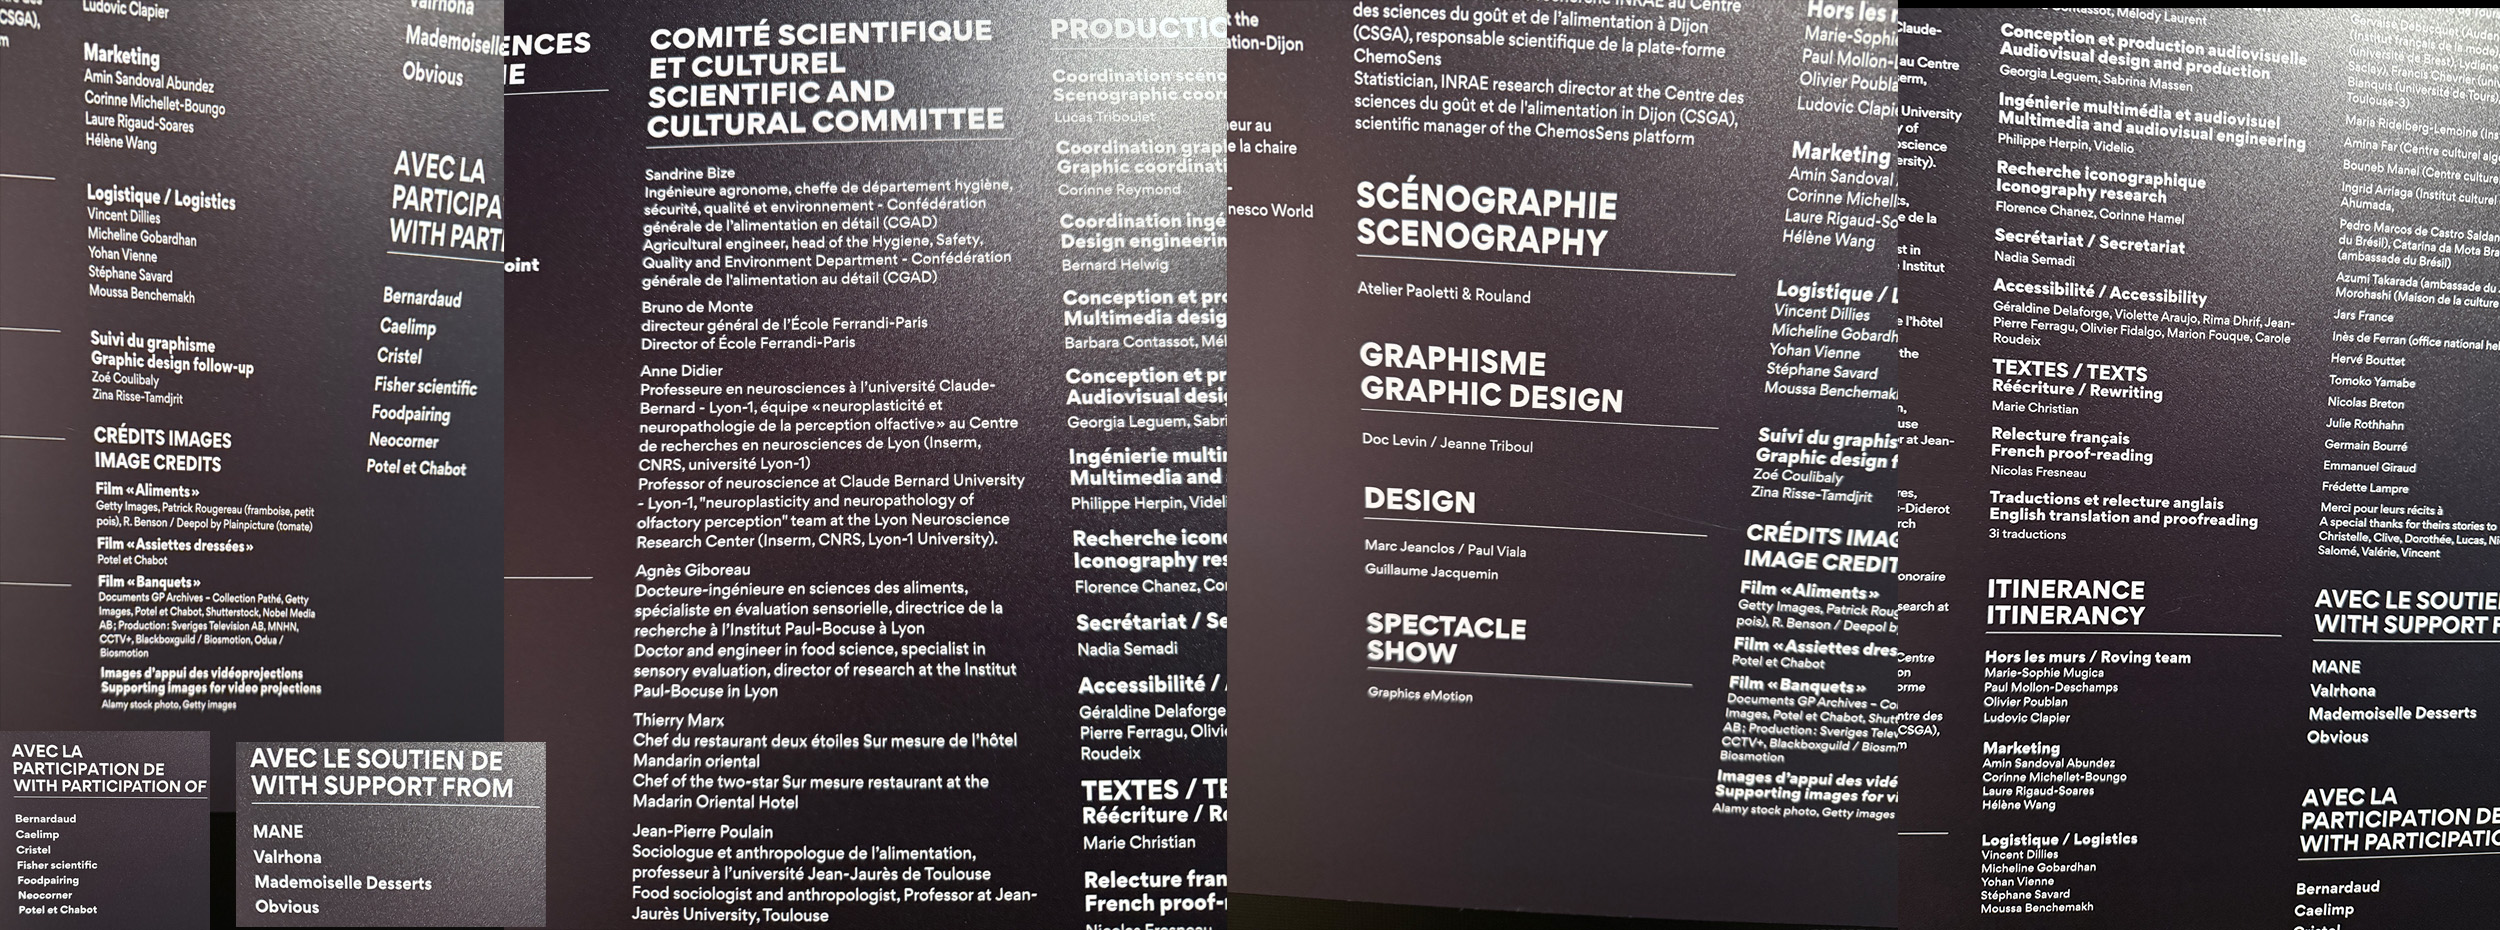 CSGA),
m
Ludovic Clapier
Marketing
Amin Sandoval Abundez
Corinne Michellet-Boungo
Laure Rigaud-Soares
Hélène Wang
Logistique / Logistics
Vincent Dillies
Micheline Gobardhan
Yohan Vienne
Stéphane Savard
Moussa Benchemakh
Suivi du graphisme
Graphic design follow-up
Zoé Coulibaly
Zina Risse-Tamdjrit
CRÉDITS IMAGES
IMAGE CREDITS
Film «Aliments»
Getty Images, Patrick Rougereau (framboise, petit
pois), R. Benson / Deepol by Plainpicture (tomate)
Film «Assiettes dressées»
Potel et Chabot
Film «Banquets»
Documents GP Archives - Collection Pathé, Getty
Images, Potel et Chabot, Shutterstock, Nobel Media
AB; Production: Sveriges Television AB, MNHN,
CCTV+, Blackboxguild / Biosmotion, Odua /
Biosmotion
Images d'appui des vidéoprojections
Supporting images for video projections
Alamy stock photo, Getty images
Valrhona
Mademoiselle
Obvious
AVEC LA
PARTICIPA
WITH PART
Bernardaud
Caelimp
Cristel
Fisher scientific
Foodpairing
Neocorner
Potel et Chabot
AVEC LA
PARTICIPATION DE
WITH PARTICIPATION OF
Bernardaud
Caelimp
Cristel
Fisher scientific
Foodpairing
Neocorner
Potel et Chabot
AVEC LE SOUTIEN DE
WITH SUPPORT FROM
MANE
Valrhona
Mademoiselle Desserts
Obvious
ENCES
E
oint
COMITÉ SCIENTIFIQUE
ET CULTUREL
SCIENTIFIC AND
CULTURAL COMMITTEE
Sandrine Bize
Ingénieure agronome, cheffe de département hygiène,
sécurité, qualité et environnement - Confédération
générale de l'alimentation en détail (CGAD)
Agricultural engineer, head of the Hygiene, Safety,
Quality and Environment Department - Confédération
générale de l'alimentation au détail (CGAD)
Bruno de Monte
directeur général de l'École Ferrandi-Paris
Director of École Ferrandi-Paris
Anne Didier
Professeure en neurosciences à l'université Claude-
Bernard - Lyon-1, équipe «neuroplasticité et
neuropathologie de la perception olfactive» au Centre
de recherches en neurosciences de Lyon (Inserm,
CNRS, université Lyon-1)
Professor of neuroscience at Claude Bernard University
- Lyon-1, "neuroplasticity and neuropathology of
olfactory perception" team at the Lyon Neuroscience
Research Center (Inserm, CNRS, Lyon-1 University).
Agnès Giboreau
Docteure-ingénieure en sciences des aliments,
spécialiste en évaluation sensorielle, directrice de la
recherche à l'Institut Paul-Bocuse à Lyon
Doctor and engineer in food science, specialist in
sensory evaluation, director of research at the Institut
Paul-Bocuse in Lyon
Thierry Marx
Chef du restaurant deux étoiles Sur mesure de l'hôtel
Mandarin oriental
Chef of the two-star Sur mesure restaurant at the
Madarin Oriental Hotel
Jean-Pierre Poulain
Sociologue et anthropologue de l'alimentation,
professeur à l'université Jean-Jaurès de Toulouse
Food sociologist and anthropologist, Professor at Jean-
Jaurès University, Toulouse
PRODUCTIO
Coordination scéno
Scenographic coor
Lucas Triboulet
Coordination grap
Graphic coordinati
Corinne Reymond
Coordination ingé
Design engineerin
Bernard Helwig
Conception et pro
Multimedia desig
Barbara Contassot, Mél
Conception et pr
Audiovisual desi
Georgia Leguem, Sabri
Ingénierie multin
Multimedia and
Philippe Herpin, Videli
Recherche icono
Iconography res
Florence Chanez, Co
Secrétariat / Se
Nadia Semadi
Accessibilité /
Géraldine Delaforge
Pierre Ferragu, Olivi
Roudeix
TEXTES / TE
Réécriture / Re
Marie Christian
Relecture fran
French proof-
Nicolas Fresneau
t the
ation-Dijon
eur au
e la chaire
nesco World
des sciences du goût et de l'alimentation à Dijon
(CSGA), responsable scientifique de la plate-forme
ChemoSens
Statistician, INRAE research director at the Centre des
sciences du goût et de l'alimentation in Dijon (CSGA),
scientific manager of the ChemosSens platform
SCÉNOGRAPHIE
SCENOGRAPHY
Atelier Paoletti & Rouland
GRAPHISME
GRAPHIC DESIGN
Doc Levin / Jeanne Triboul
DESIGN
Marc Jeanclos / Paul Viala
Guillaume Jacquemin
SPECTACLE
SHOW
Graphics eMotion
Hors les r
Marie-Sophi
Paul Mollon-
Olivier Poubla
Ludovic Clapi
Marketing
Amin Sandoval
Corinne Michell
Laure Rigaud-So
Hélène Wang
Logistique / L
Vincent Dillies
Micheline Gobardh
Yohan Vienne
Stéphane Savard
Moussa Benchemak
Suivi du graphis
Graphic design f
Zoé Coulibaly
Zina Risse-Tamdjrit
CRÉDITS IMAG
IMAGE CREDIT
Film «Aliments»
Getty Images, Patrick Roug
pois), R. Benson / Deepol b
Film «Assiettes dres
Potel et Chabot
Film «Banquets»
Documents GP Archives - Co
Images, Potel et Chabot, Shutt
AB; Production: Sveriges Telev
CCTV+, Blackboxguild / Biosm
Biosmotion
Images d'appui des vidé
Supporting images for vi
Alamy stock photo, Getty images
Claude-
au Centre
erm,
University
y of
oscience
ersity).
s,
e de la
st in
Institut
e l'hôtel
the
n,
use
r at Jean-
res,
-Diderot
rch
onoraire
search at
Centre
on
orme
ntre des
CSGA),
m
Contassot, Mélody Laurent
Conception et production audiovisuelle
Audiovisual design and production
Georgia Leguem, Sabrina Massen
Ingénierie multimédia et audiovisuel
Multimedia and audiovisual engineering
Philippe Herpin, Videlio
Recherche iconographique
Iconography research
Florence Chanez, Corinne Hamel
Secrétariat / Secretariat
Nadia Semadi
Accessibilité / Accessibility
Géraldine Delaforge, Violette Araujo, Rima Dhrif, Jean-
Pierre Ferragu, Olivier Fidalgo, Marion Fouque, Carole
Roudeix
TEXTES / TEXTS
Réécriture / Rewriting
Marie Christian
Relecture français
French proof-reading
Nicolas Fresneau
Traductions et relecture anglais
English translation and proofreading
3i traductions
ITINERANCE
ITINERANCY
Hors les murs / Roving team
Marie-Sophie Mugica
Paul Mollon-Deschamps
Olivier Poublan
Ludovic Clapier
Marketing
Amin Sandoval Abundez
Corinne Michellet-Boungo
Laure Rigaud-Soares
Hélène Wang
Logistique / Logistics
Vincent Dillies
Micheline Gobardhan
Yohan Vienne
Stéphane Savard
Moussa Benchemakh
Gervaise Debucquet (Auden
(Institut français de la mode)
(université de Brest), Lydiane
Saclay), Francis Chevrier (uni
Bianquis (université de Tours),
Toulouse-3)
Maria Ridelberg-Lemoine (Ins
Amina Far (Centre culturel alg
Bouneb Manel (Centre culture
Ingrid Arriaga (Institut culturel
Ahumada,
Pedro Marcos de Castro Saldan
du Brésil), Catarina da Mota Bra
(ambassade du Brésil)
Azumi Takarada (ambassade du
Morohashi (Maison de la culture
Jars France
Inès de Ferran (office national hel
Hervé Bouttet
Tomoko Yamabe
Nicolas Breton
Julie Rothhahn
Germain Bourré
Emmanuel Giraud
Frédette Lampre
Merci pour leurs récits à
A special thanks for theirs stories to
Christelle, Clive, Dorothée, Lucas, Ni
Salomé, Valérie, Vincent
AVEC LE SOUTIE
WITH SUPPORT F
MANE
Valrhona
Mademoiselle Desserts
Obvious
AVEC LA
PARTICIPATION DE
WITH PARTICIPATIO
Bernardaud
Caelimp